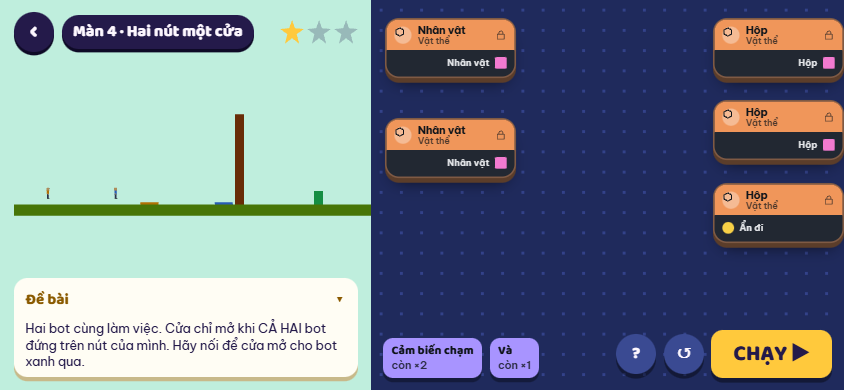 Màn 4 · Hai nút một cửa
Đề bài
Hai bot cùng làm việc. Cửa chỉ mở khi CẢ HAI bot
đứng trên nút của mình. Hãy nối để cửa mở cho bot
xanh qua.
Nhân vật
Vật thể
Nhân vật
Nhân vật
Vật thể
Nhân vật
Hộp
Vật thể
Hộp
Hộp
Vật thể
Hộp
Hộp
Vật thể
Ẩn đi
Cảm biến chạm
còn ×2
Và
còn ×1
?
CHẠY